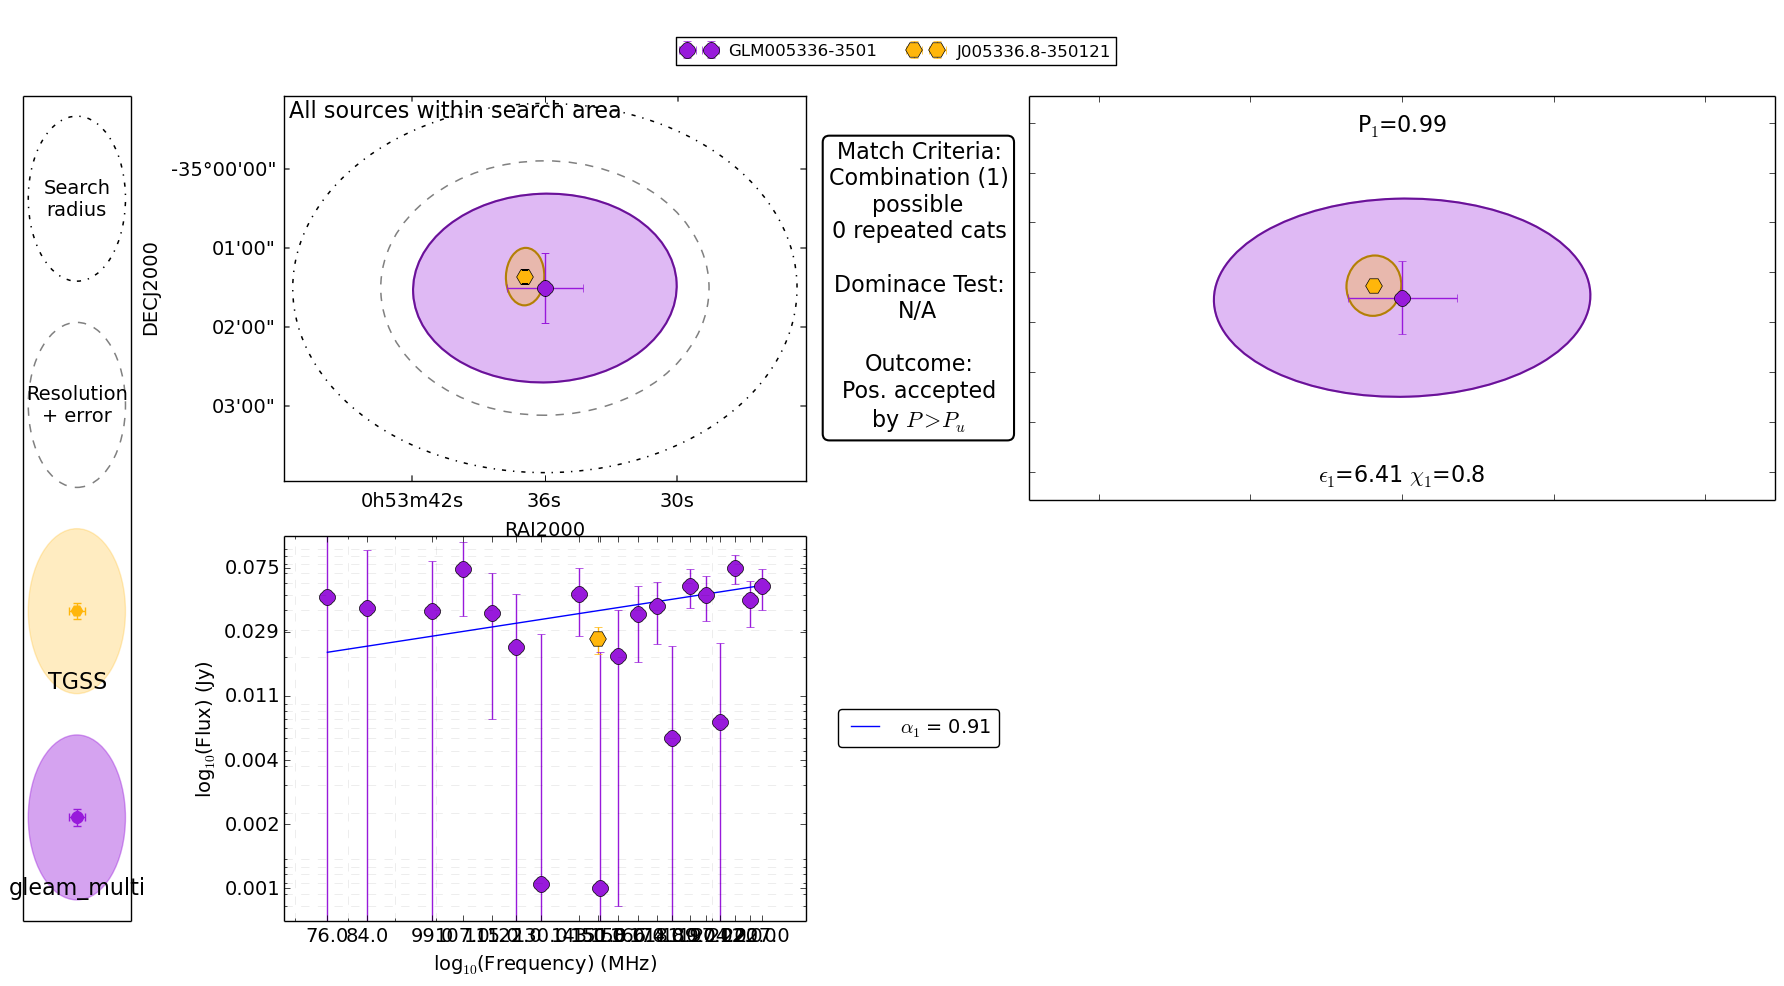 GLM005336-3501
J005336.8-350121
Search
radius
Resolution
+ error
TGSS
gleam_multi
All sources within search area
DECJ2000
-35°00'00"
01'00"
02'00"
03'00"
0h53m42s
36s
30s
RAJ2000
Match Criteria:
Combination (1)
possible
0 repeated cats
Dominace Test:
N/A
Outcome:
Pos. accepted
by P>Pu
P1=0.99
ϵ1=6.41 χ1=0.8
log10(Flux) (Jy)
0.075
0.029
0.011
0.004
0.002
0.001
76.0
84.0
log10(Frequency) (MHz)
α1 = 0.91